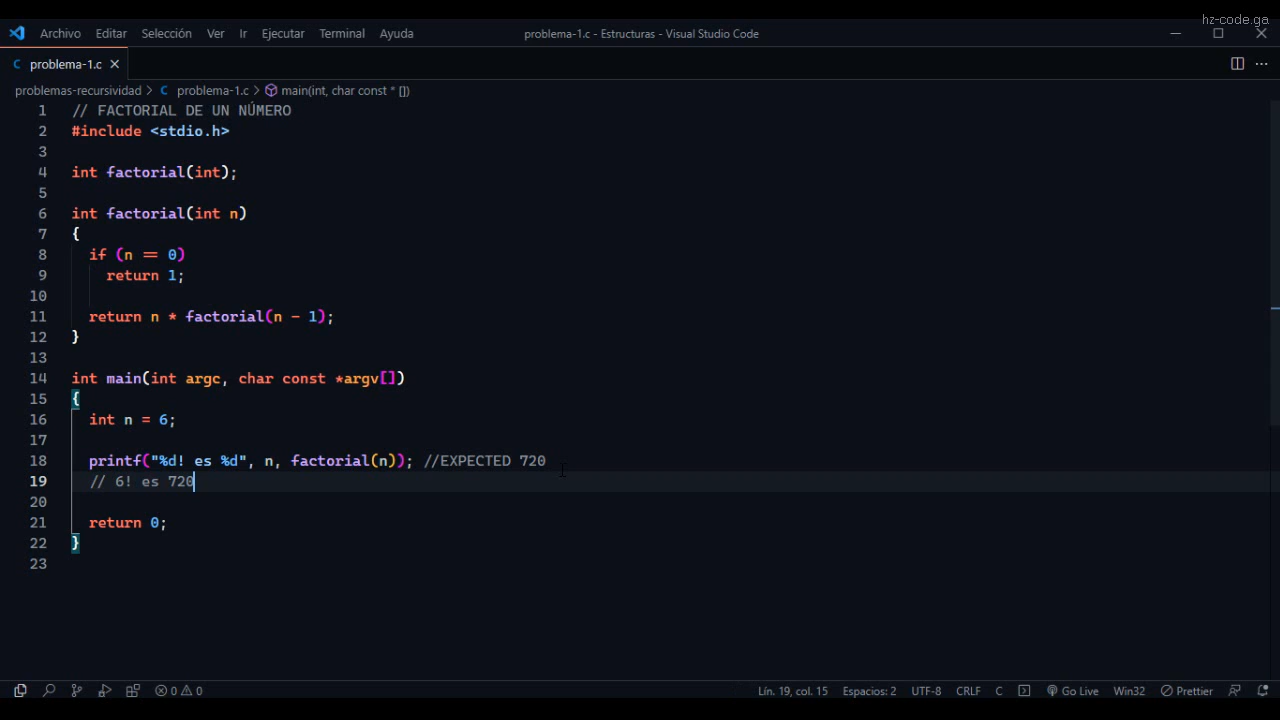 hz-code.ga
Archivo Editar Selección Ver Ir Ejecutar Terminal Ayuda problema-1.c - Estructuras - Visual Studio Code
C problema-1.c
problemas-recursividad > C problema-1.c > main(int, char const * [])
1 // FACTORIAL DE UN NÚMERO
2 #include <stdio.h>
3
4 int factorial(int);
5
6 int factorial(int n)
7 {
8 if (n == 0)
9 return 1;
10
11 return n * factorial(n - 1);
12 }
13
14 int main(int argc, char const *argv[])
15 {
16 int n = 6;
17
18 printf("%d! es %d", n, factorial(n)); //EXPECTED 720
19 // 6! es 720
20
21 return 0;
22 }
23
0 0 Lín. 19, col. 15 Espacios: 2 UTF-8 CRLF C Go Live Win32 Prettier